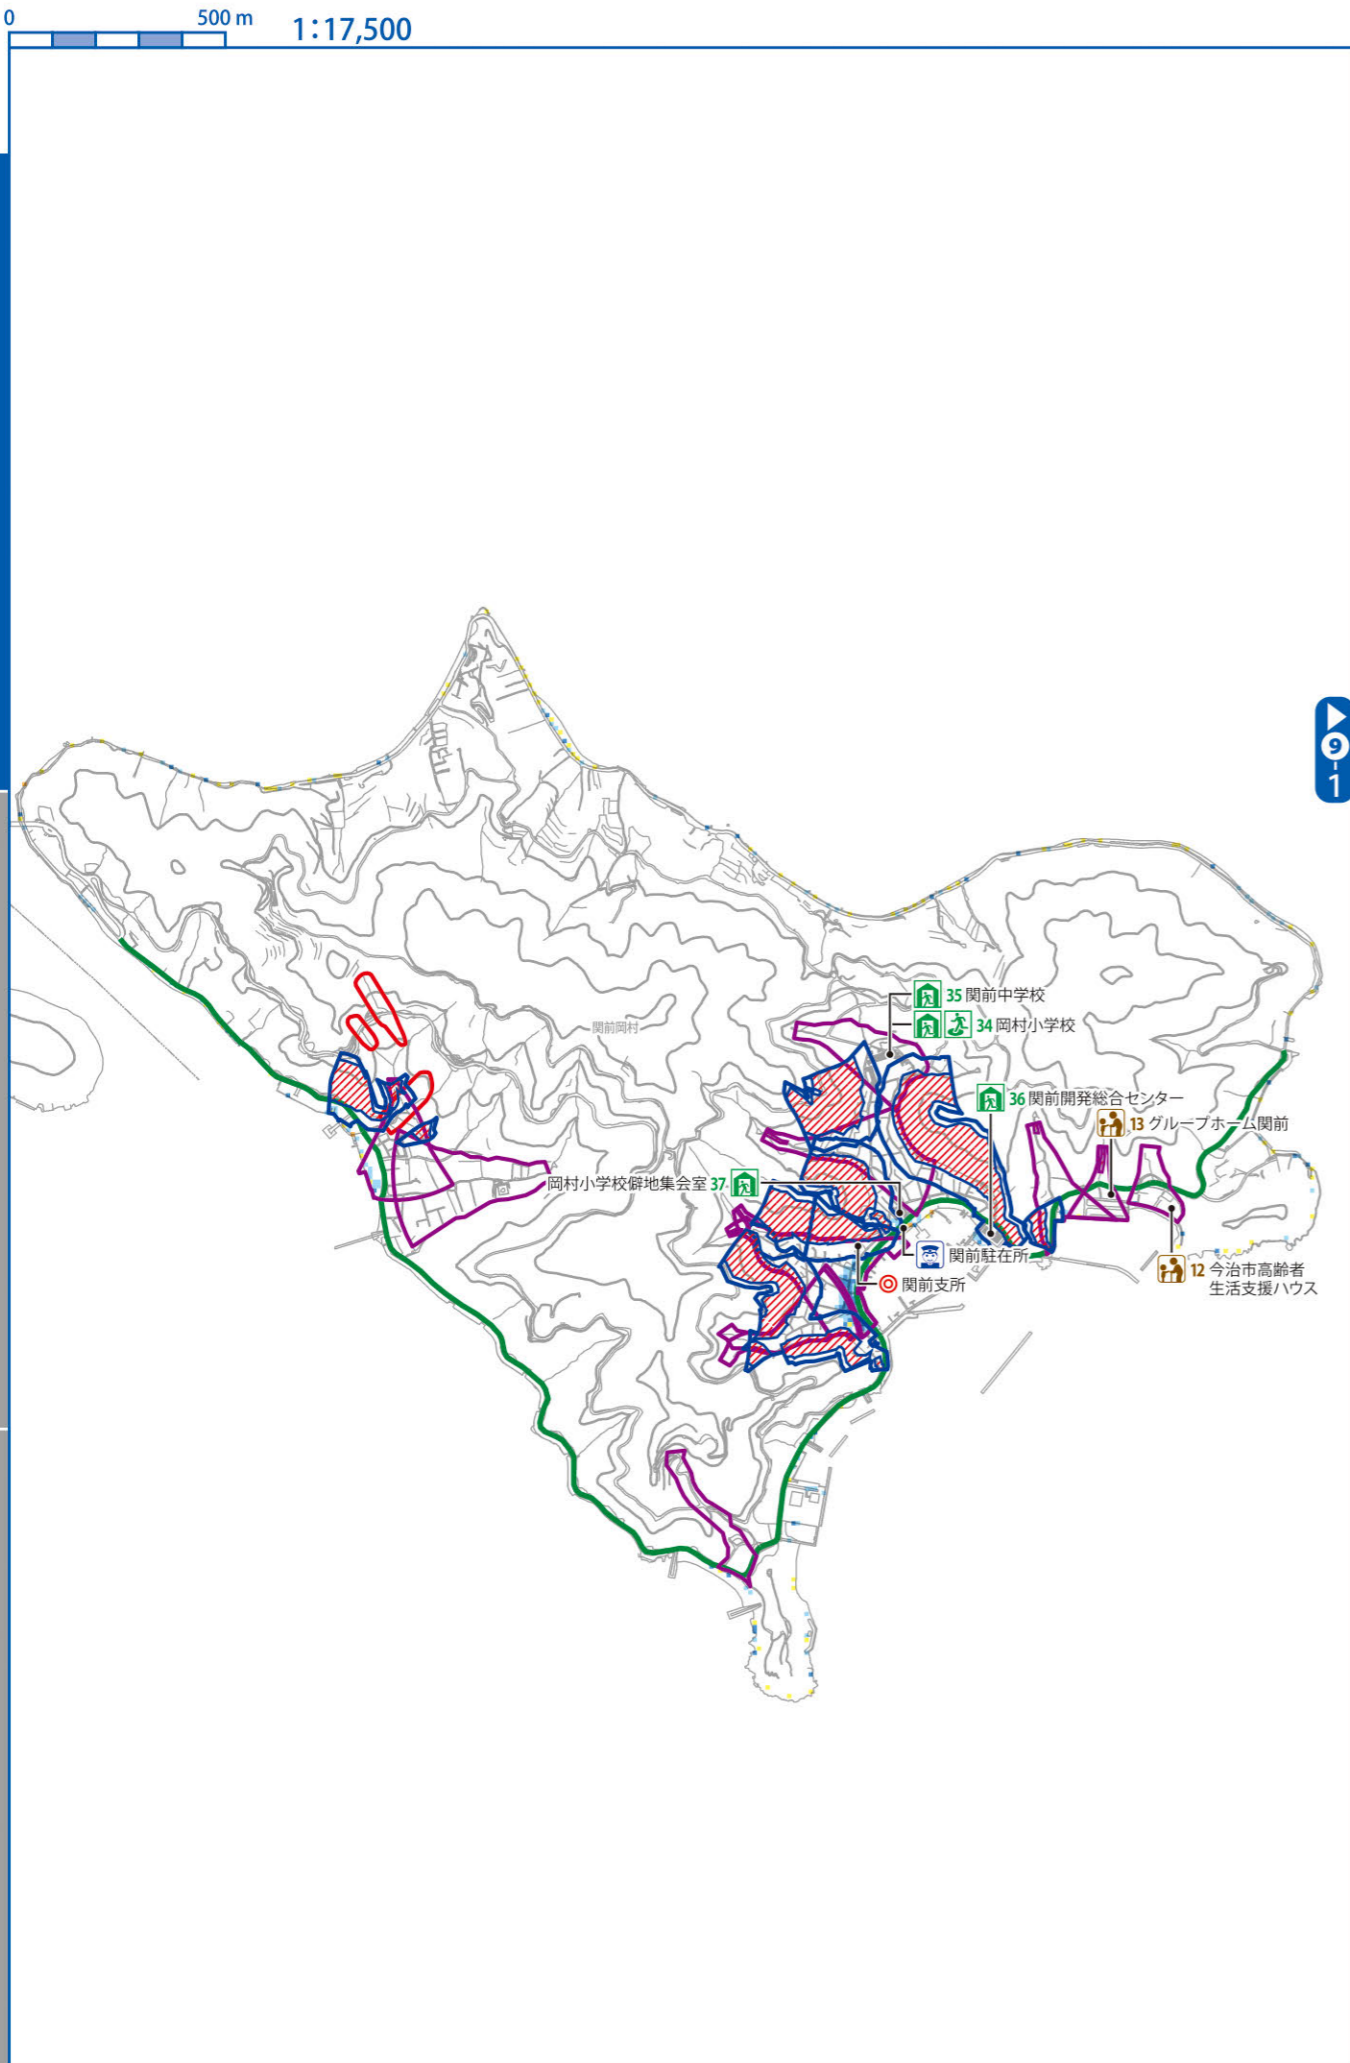 0 500 m 1:17,500
9-1
35 関前中学校
34 岡村小学校
関前岡村
36 関前開発総合センター
13 グループホーム関前
岡村小学校僻地集会室 37
関前駐在所
関前支所
12 今治市高齢者
生活支援ハウス